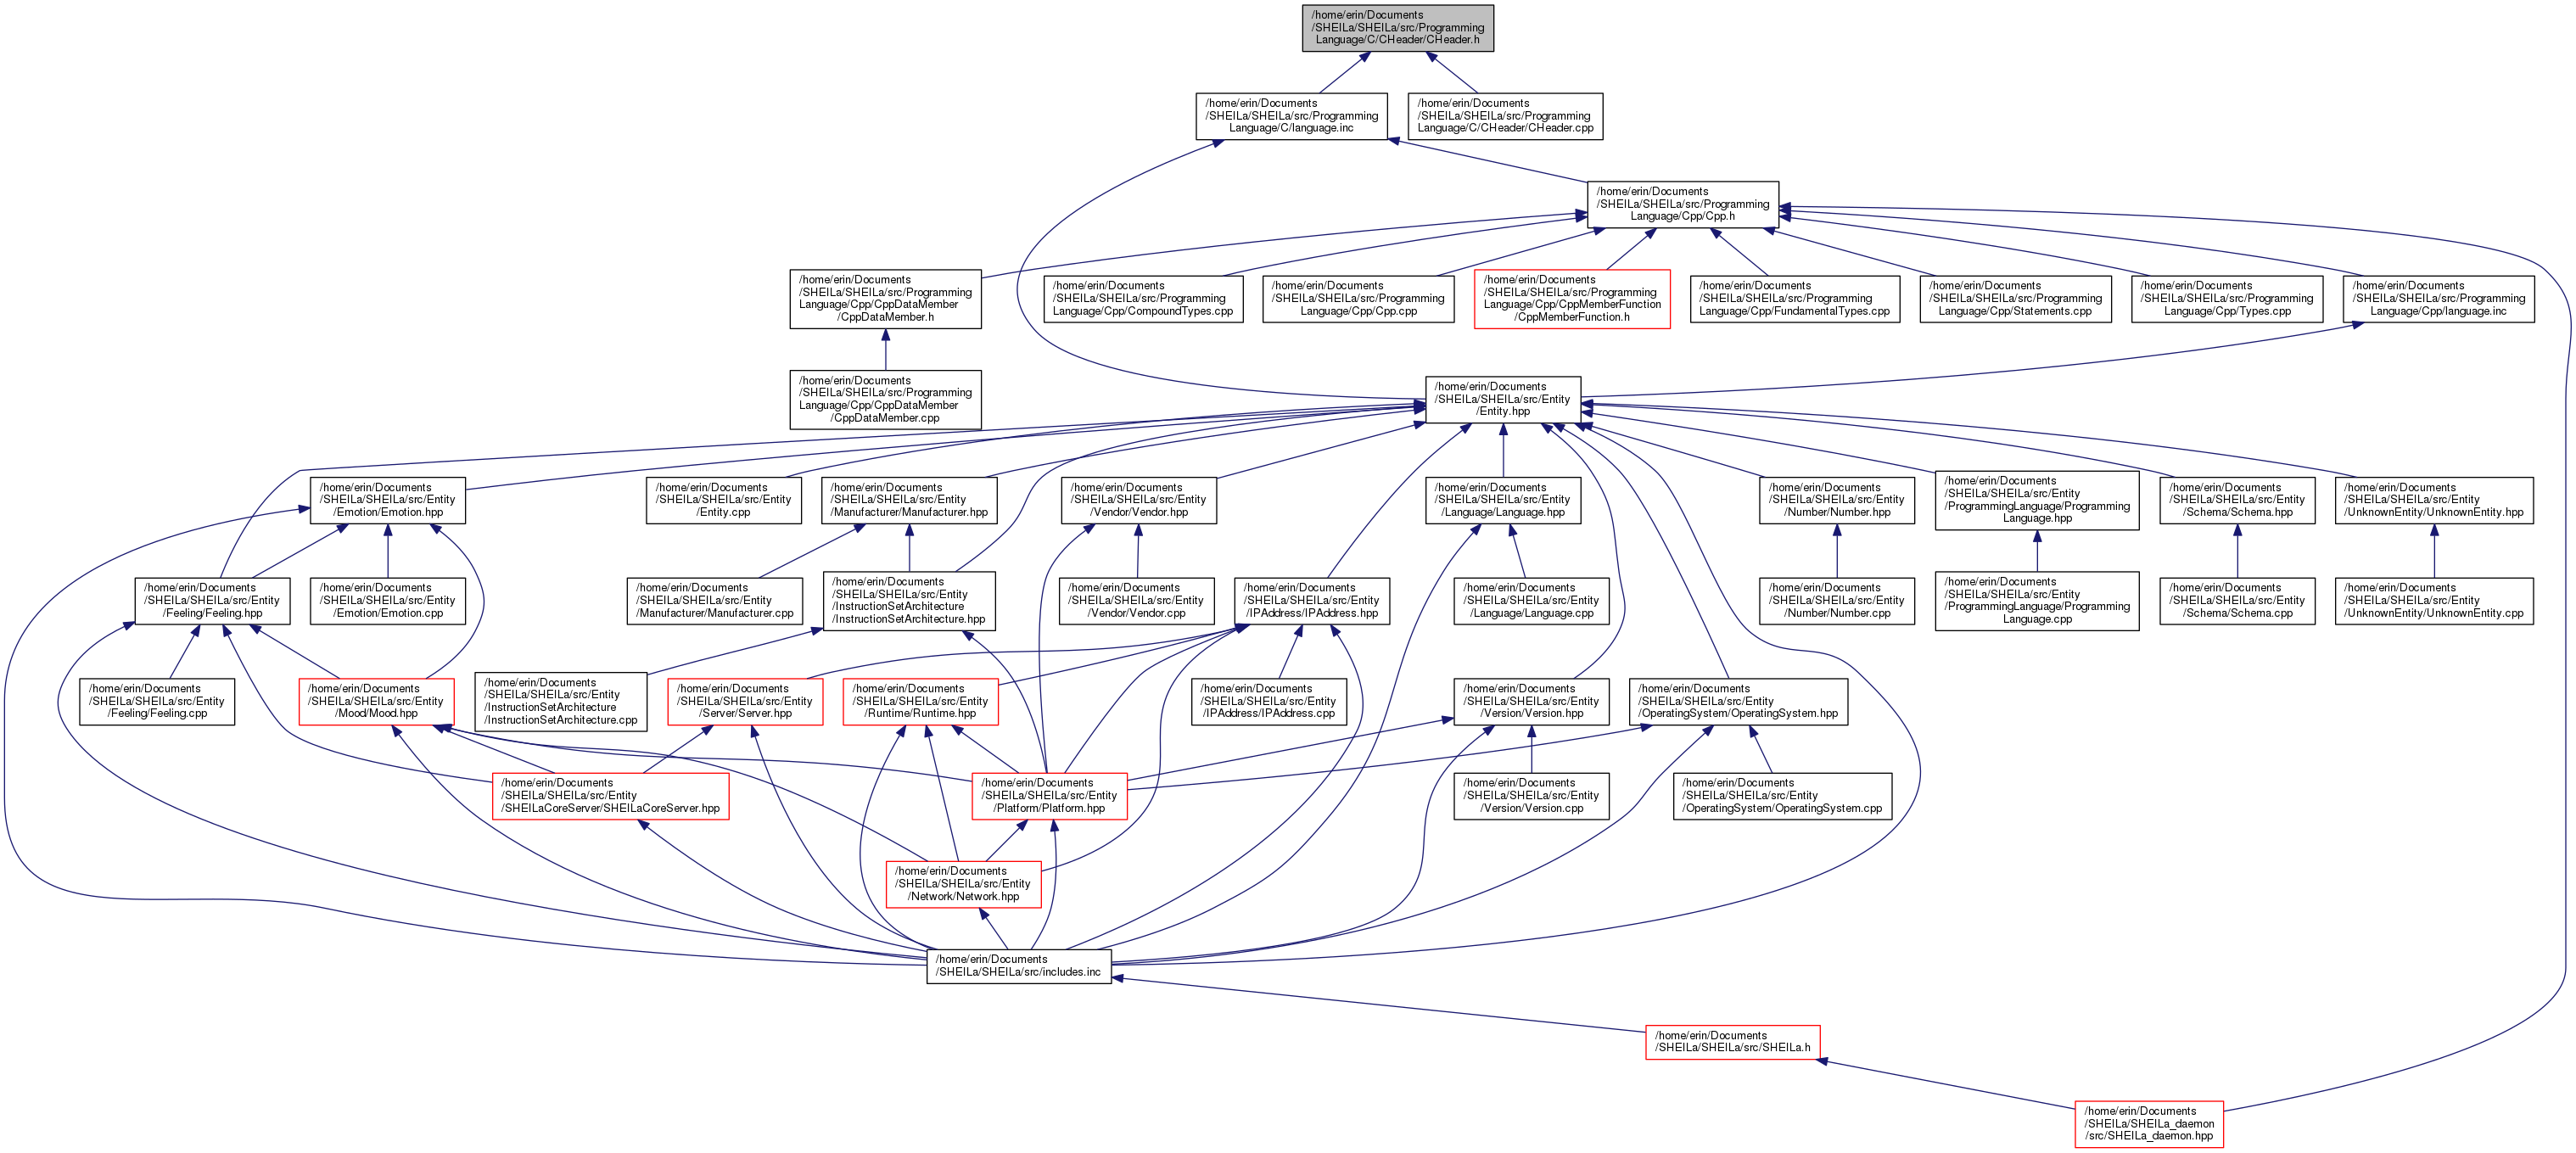 /home/erin/Documents
/SHEILa/SHEILa/src/Programming
Language/C/CHeader/CHeader.h
/home/erin/Documents
/SHEILa/SHEILa/src/Programming
Language/C/language.inc
/home/erin/Documents
/SHEILa/SHEILa/src/Programming
Language/C/CHeader/CHeader.cpp
/home/erin/Documents
/SHEILa/SHEILa/src/Programming
Language/Cpp/Cpp.h
/home/erin/Documents
/SHEILa/SHEILa/src/Programming
Language/Cpp/CppDataMember
/CppDataMember.h
/home/erin/Documents
/SHEILa/SHEILa/src/Programming
Language/Cpp/CompoundTypes.cpp
/home/erin/Documents
/SHEILa/SHEILa/src/Programming
Language/Cpp/Cpp.cpp
/home/erin/Documents
/SHEILa/SHEILa/src/Programming
Language/Cpp/CppMemberFunction
/CppMemberFunction.h
/home/erin/Documents
/SHEILa/SHEILa/src/Programming
Language/Cpp/FundamentalTypes.cpp
/home/erin/Documents
/SHEILa/SHEILa/src/Programming
Language/Cpp/Statements.cpp
/home/erin/Documents
/SHEILa/SHEILa/src/Programming
Language/Cpp/Types.cpp
/home/erin/Documents
/SHEILa/SHEILa/src/Programming
Language/Cpp/language.inc
/home/erin/Documents
/SHEILa/SHEILa/src/Programming
Language/Cpp/CppDataMember
/CppDataMember.cpp
/home/erin/Documents
/SHEILa/SHEILa/src/Entity
/Entity.hpp
/home/erin/Documents
/SHEILa/SHEILa/src/Entity
/Emotion/Emotion.hpp
/home/erin/Documents
/SHEILa/SHEILa/src/Entity
/Entity.cpp
/home/erin/Documents
/SHEILa/SHEILa/src/Entity
/Manufacturer/Manufacturer.hpp
/home/erin/Documents
/SHEILa/SHEILa/src/Entity
/Vendor/Vendor.hpp
/home/erin/Documents
/SHEILa/SHEILa/src/Entity
/Language/Language.hpp
/home/erin/Documents
/SHEILa/SHEILa/src/Entity
/Number/Number.hpp
/home/erin/Documents
/SHEILa/SHEILa/src/Entity
/ProgrammingLanguage/Programming
Language.hpp
/home/erin/Documents
/SHEILa/SHEILa/src/Entity
/Schema/Schema.hpp
/home/erin/Documents
/SHEILa/SHEILa/src/Entity
/UnknownEntity/UnknownEntity.hpp
/home/erin/Documents
/SHEILa/SHEILa/src/Entity
/Feeling/Feeling.hpp
/home/erin/Documents
/SHEILa/SHEILa/src/Entity
/Emotion/Emotion.cpp
/home/erin/Documents
/SHEILa/SHEILa/src/Entity
/Manufacturer/Manufacturer.cpp
/home/erin/Documents
/SHEILa/SHEILa/src/Entity
/InstructionSetArchitecture
/InstructionSetArchitecture.hpp
/home/erin/Documents
/SHEILa/SHEILa/src/Entity
/Vendor/Vendor.cpp
/home/erin/Documents
/SHEILa/SHEILa/src/Entity
/IPAddress/IPAddress.hpp
/home/erin/Documents
/SHEILa/SHEILa/src/Entity
/Language/Language.cpp
/home/erin/Documents
/SHEILa/SHEILa/src/Entity
/Number/Number.cpp
/home/erin/Documents
/SHEILa/SHEILa/src/Entity
/ProgrammingLanguage/Programming
Language.cpp
/home/erin/Documents
/SHEILa/SHEILa/src/Entity
/Schema/Schema.cpp
/home/erin/Documents
/SHEILa/SHEILa/src/Entity
/UnknownEntity/UnknownEntity.cpp
/home/erin/Documents
/SHEILa/SHEILa/src/Entity
/Feeling/Feeling.cpp
/home/erin/Documents
/SHEILa/SHEILa/src/Entity
/Mood/Mood.hpp
/home/erin/Documents
/SHEILa/SHEILa/src/Entity
/InstructionSetArchitecture
/InstructionSetArchitecture.cpp
/home/erin/Documents
/SHEILa/SHEILa/src/Entity
/Server/Server.hpp
/home/erin/Documents
/SHEILa/SHEILa/src/Entity
/Runtime/Runtime.hpp
/home/erin/Documents
/SHEILa/SHEILa/src/Entity
/IPAddress/IPAddress.cpp
/home/erin/Documents
/SHEILa/SHEILa/src/Entity
/Version/Version.hpp
/home/erin/Documents
/SHEILa/SHEILa/src/Entity
/OperatingSystem/OperatingSystem.hpp
/home/erin/Documents
/SHEILa/SHEILa/src/Entity
/SHEILaCoreServer/SHEILaCoreServer.hpp
/home/erin/Documents
/SHEILa/SHEILa/src/Entity
/Platform/Platform.hpp
/home/erin/Documents
/SHEILa/SHEILa/src/Entity
/Version/Version.cpp
/home/erin/Documents
/SHEILa/SHEILa/src/Entity
/OperatingSystem/OperatingSystem.cpp
/home/erin/Documents
/SHEILa/SHEILa/src/Entity
/Network/Network.hpp
/home/erin/Documents
/SHEILa/SHEILa/src/includes.inc
/home/erin/Documents
/SHEILa/SHEILa/src/SHEILa.h
/home/erin/Documents
/SHEILa/SHEILa_daemon
/src/SHEILa_daemon.hpp